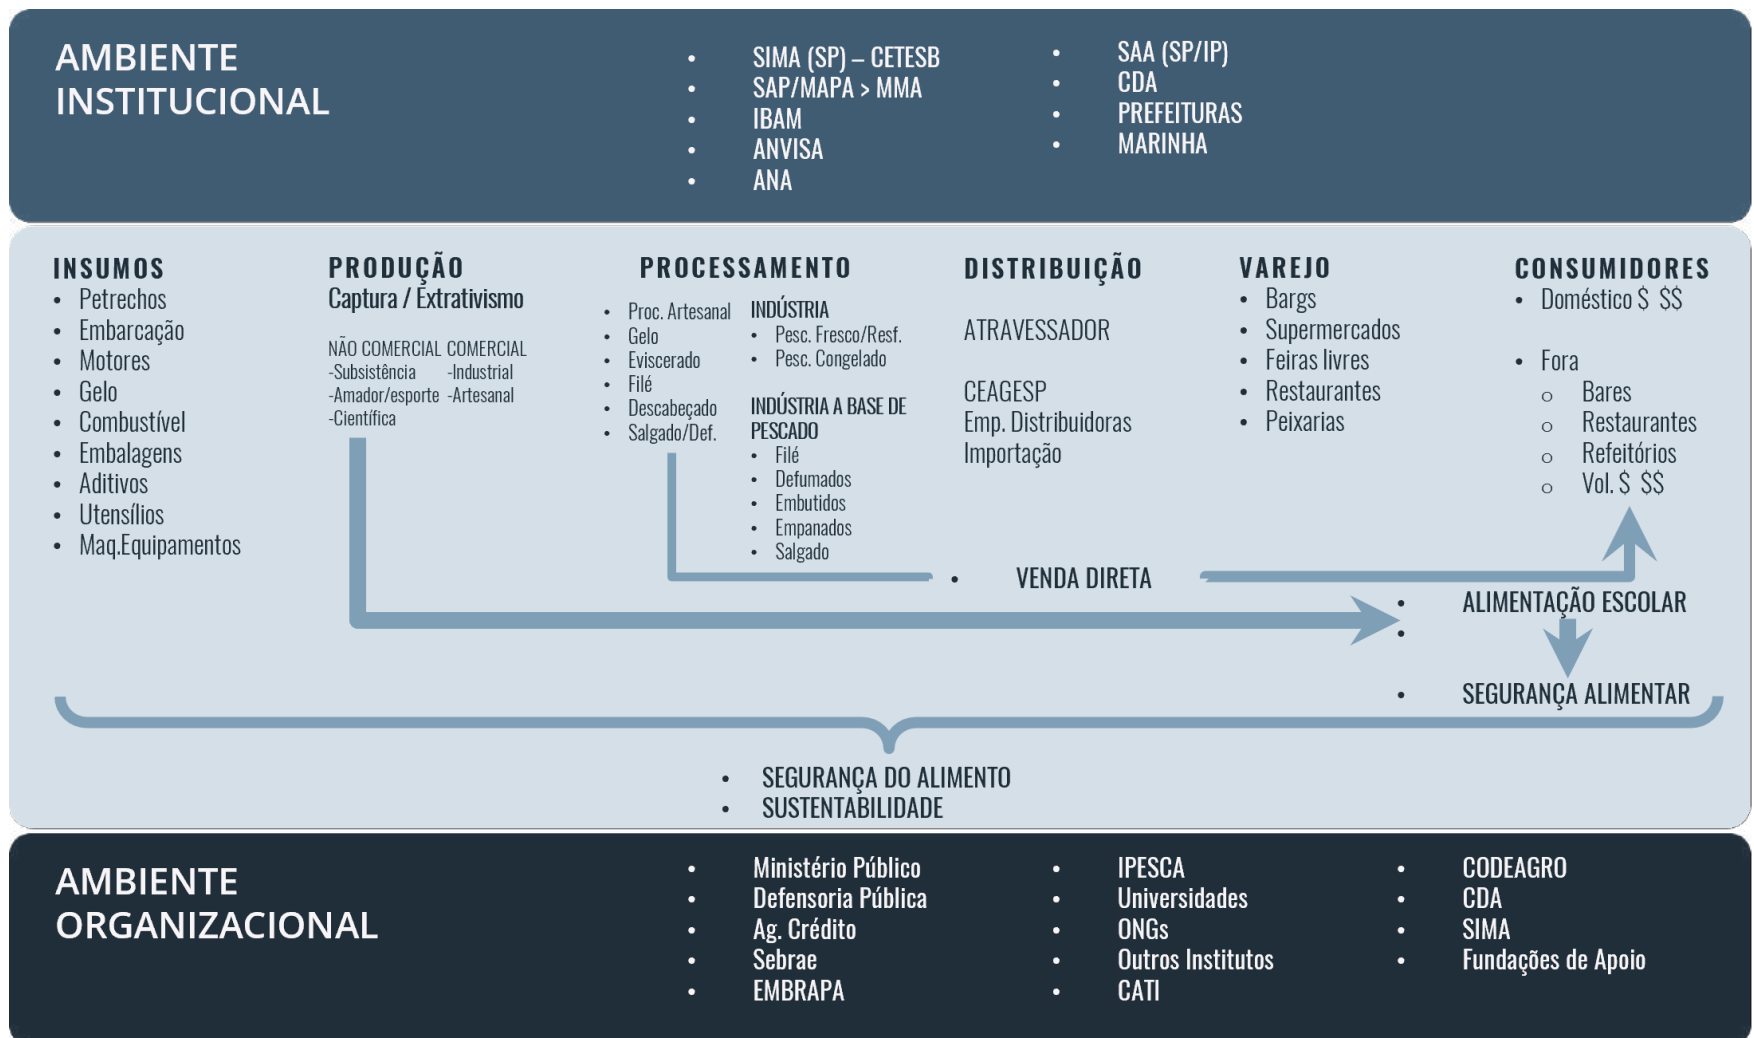 AMBIENTE
INSTITUCIONAL
• SIMA (SP) – CETESB
• SAP/MAPA > MMA
• IBAM
• ANVISA
• ANA
• SAA (SP/IP)
• CDA
• PREFEITURAS
• MARINHA
INSUMOS
• Petrechos
• Embarcação
• Motores
• Gelo
• Combustível
• Embalagens
• Aditivos
• Utensílios
• Maq.Equipamentos
PRODUÇÃO
Captura / Extrativismo
NÃO COMERCIAL
-Subsistência
-Amador/esporte
-Científica
COMERCIAL
-Industrial
-Artesanal
PROCESSAMENTO
• Proc. Artesanal
• Gelo
• Eviscerado
• Filé
• Descabeçado
• Salgado/Def.
INDÚSTRIA
• Pesc. Fresco/Resf.
• Pesc. Congelado
INDÚSTRIA A BASE DE
PESCADO
• Filé
• Defumados
• Embutidos
• Empanados
• Salgado
DISTRIBUIÇÃO
ATRAVESSADOR
CEAGESP
Emp. Distribuidoras
Importação
VAREJO
• Bargs
• Supermercados
• Feiras livres
• Restaurantes
• Peixarias
CONSUMIDORES
• Doméstico $ $$
• Fora
o Bares
o Restaurantes
o Refeitórios
o Vol. $ $$
• VENDA DIRETA
• ALIMENTAÇÃO ESCOLAR
•
• SEGURANÇA ALIMENTAR
• SEGURANÇA DO ALIMENTO
• SUSTENTABILIDADE
AMBIENTE
ORGANIZACIONAL
• Ministério Público
• Defensoria Pública
• Ag. Crédito
• Sebrae
• EMBRAPA
• IPESCA
• Universidades
• ONGs
• Outros Institutos
• CATI
• CODEAGRO
• CDA
• SIMA
• Fundações de Apoio